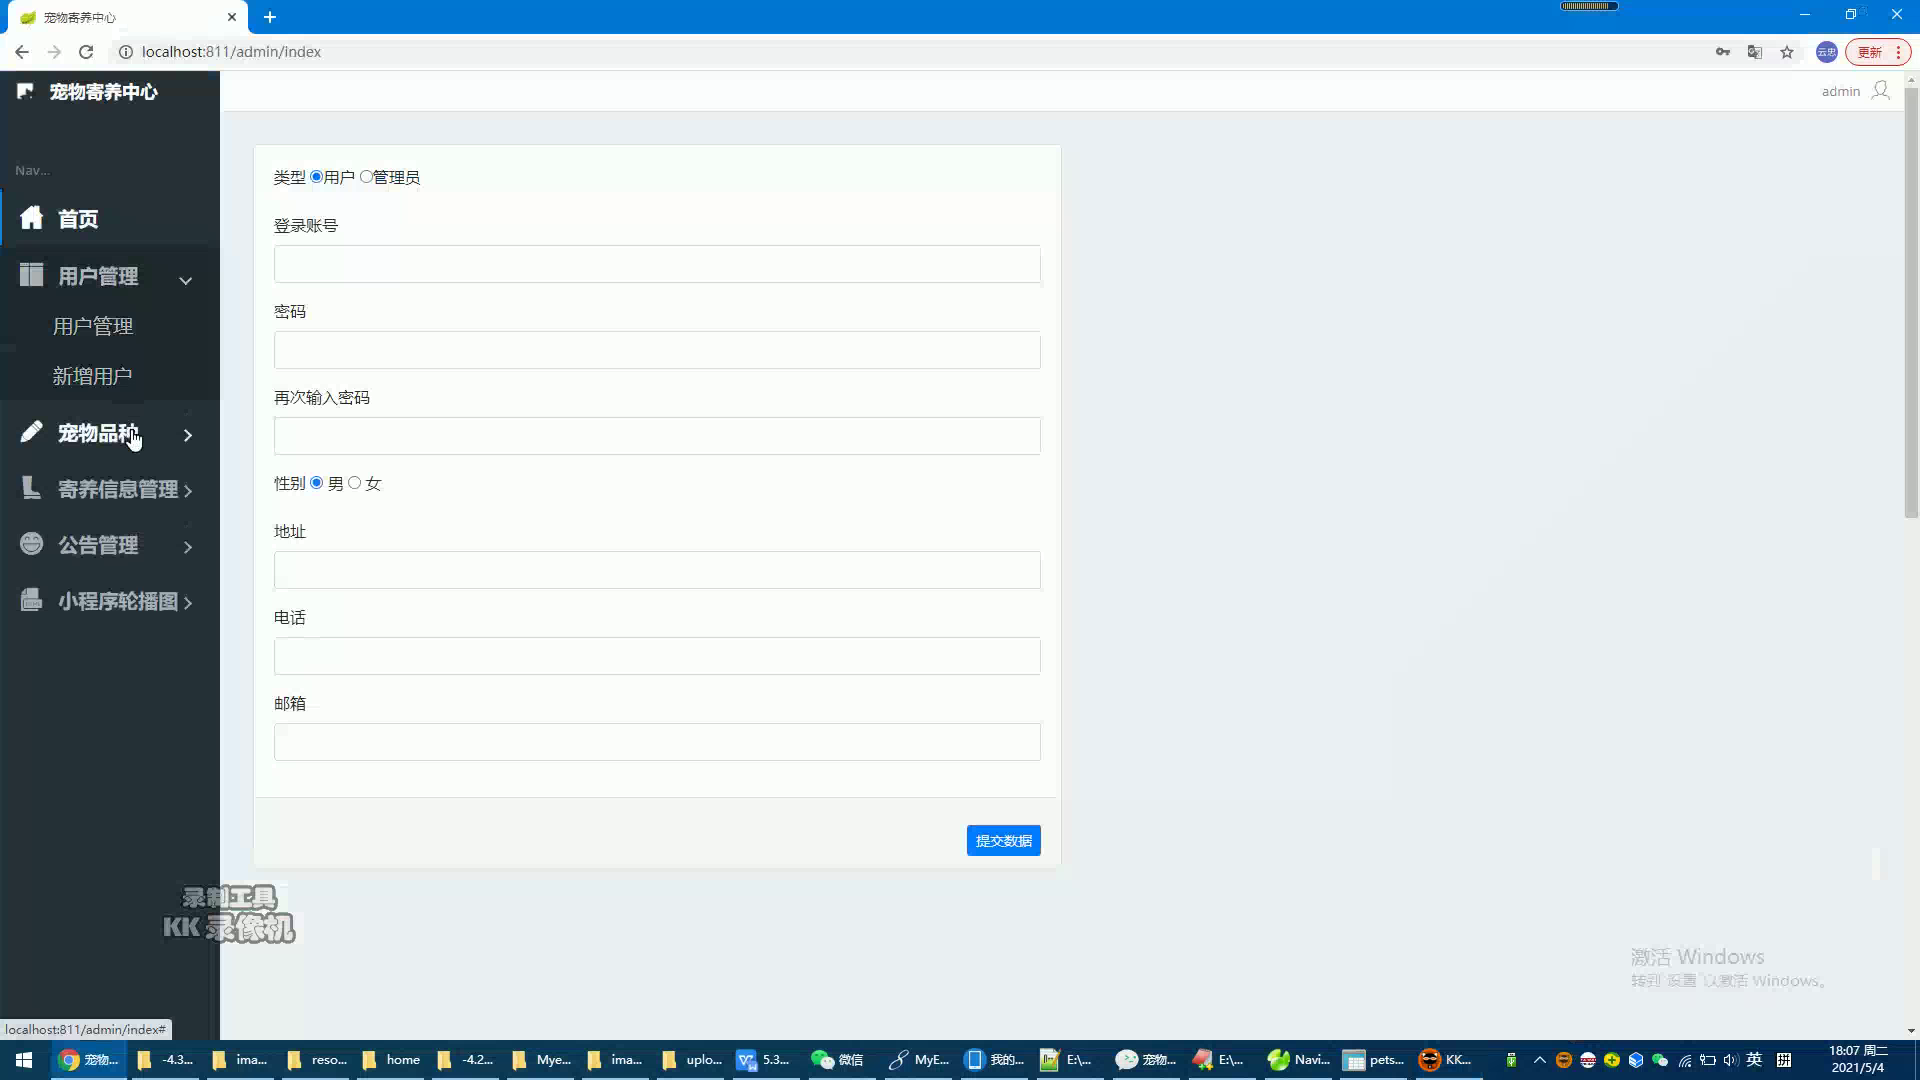 宠物寄养中心
localhost:811/admin/index
更新
宠物寄养中心
admin
Nav...
首页
用户管理
用户管理
新增用户
宠物品种
寄养信息管理
公告管理
小程序轮播图
类型 用户 管理员
登录账号
密码
再次输入密码
性别 男 女
地址
电话
邮箱
提交数据
录制工具
KK 录像机
激活 Windows
转到"设置"以激活 Windows。
localhost:811/admin/index#
宠物...
-4.3...
ima...
reso...
home
-4.2...
Mye...
ima...
uplo...
5.3...
微信
MyE...
我的...
E:\...
宠物...
E:\...
Navi...
pets...
KK...
英
拼
18:07 周二
2021/5/4